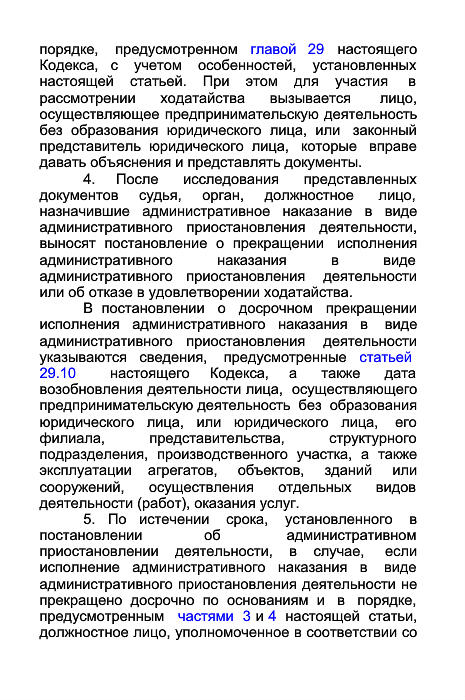 порядке, предусмотренном главой 29 настоящего
Кодекса, с учетом особенностей, установленных
настоящей статьей. При этом для участия в
рассмотрении ходатайства вызывается лицо,
осуществляющее предпринимательскую деятельность
без образования юридического лица, или законный
представитель юридического лица, которые вправе
давать объяснения и представлять документы.
4. После исследования представленных
документов судья, орган, должностное лицо,
назначившие административное наказание в виде
административного приостановления деятельности,
выносят постановление о прекращении исполнения
административного наказания в виде
административного приостановления деятельности
или об отказе в удовлетворении ходатайства.
В постановлении о досрочном прекращении
исполнения административного наказания в виде
административного приостановления деятельности
указываются сведения, предусмотренные статьей
29.10 настоящего Кодекса, а также дата
возобновления деятельности лица, осуществляющего
предпринимательскую деятельность без образования
юридического лица, или юридического лица, его
филиала, представительства, структурного
подразделения, производственного участка, а также
эксплуатации агрегатов, объектов, зданий или
сооружений, осуществления отдельных видов
деятельности (работ), оказания услуг.
5. По истечении срока, установленного в
постановлении об административном
приостановлении деятельности, в случае, если
исполнение административного наказания в виде
административного приостановления деятельности не
прекращено досрочно по основаниям и в порядке,
предусмотренным частями 3 и 4 настоящей статьи,
должностное лицо, уполномоченное в соответствии со